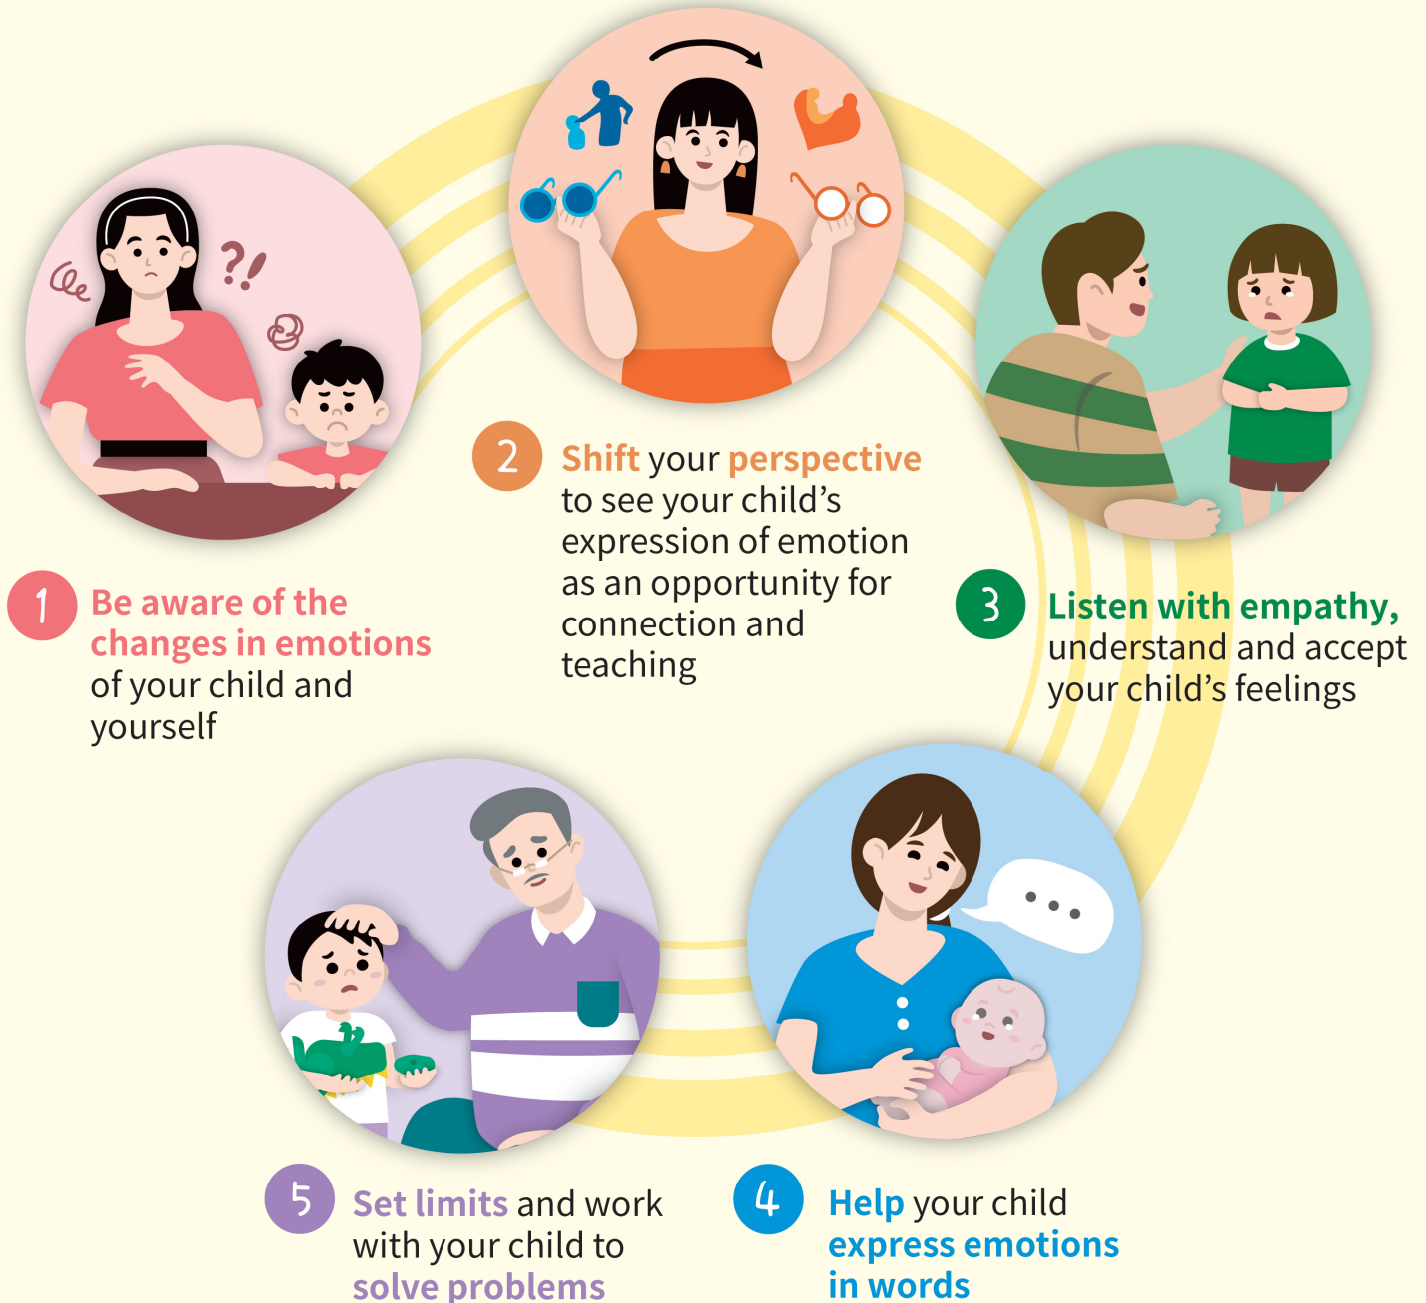 ?!
1
Be aware of the
changes in emotions
of your child and
yourself
2
Shift your perspective
to see your child’s
expression of emotion
as an opportunity for
connection and
teaching
3
Listen with empathy,
understand and accept
your child’s feelings
4
Help your child
express emotions
in words
5
Set limits and work
with your child to
solve problems